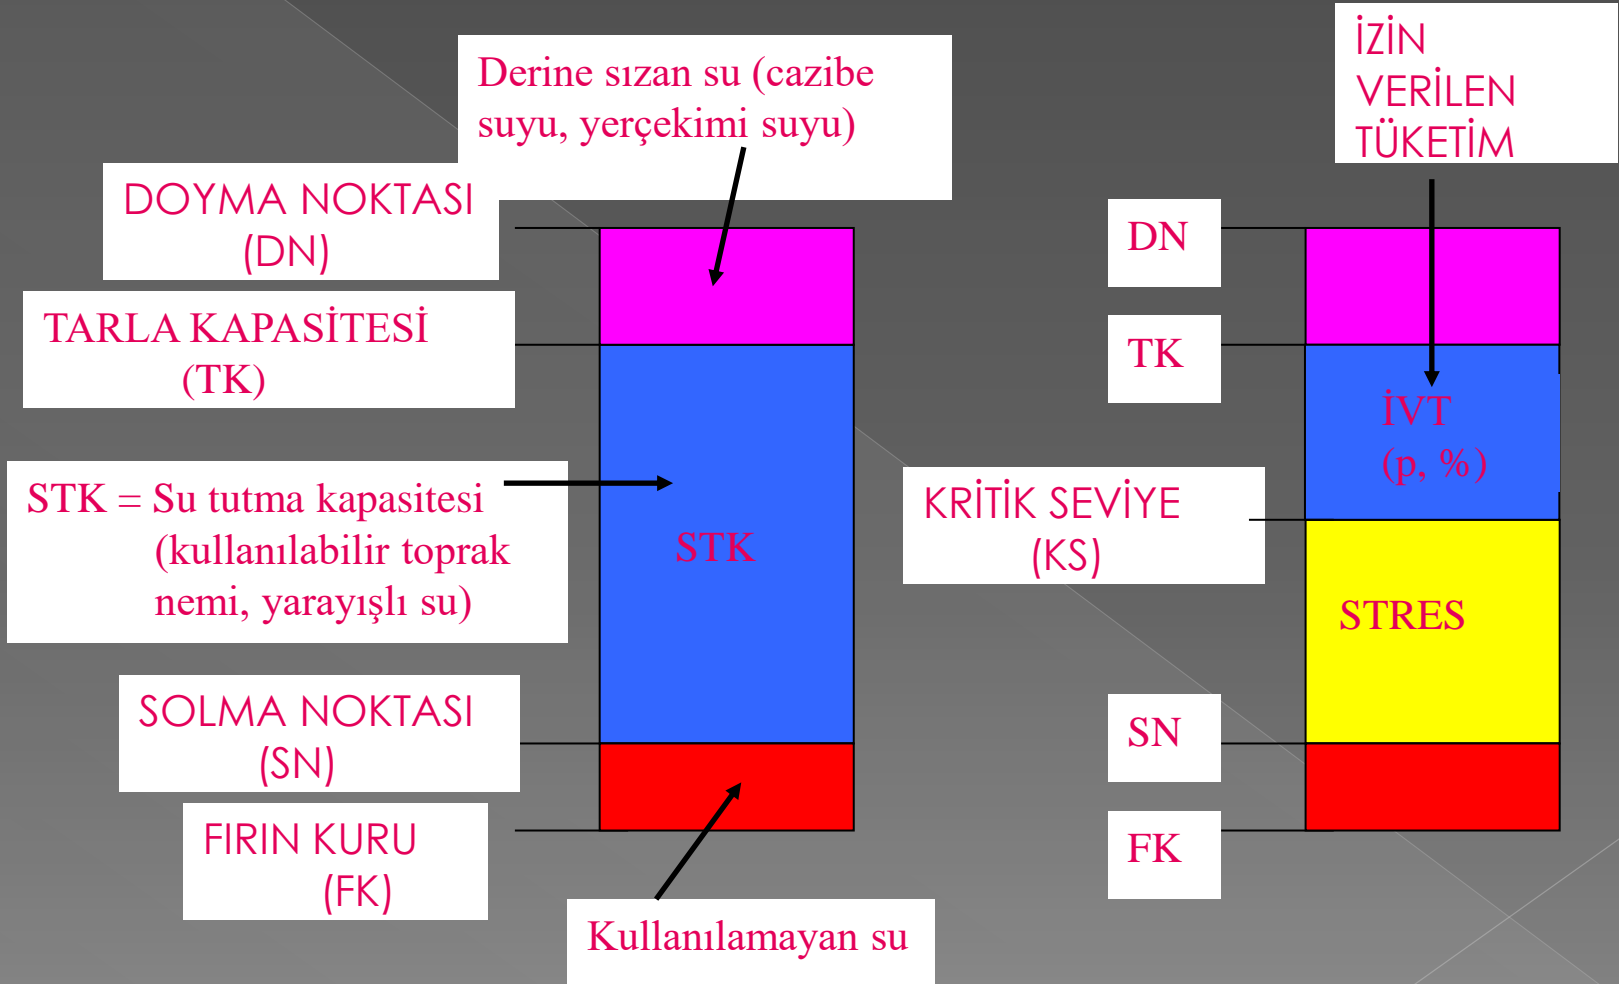 Derine sızan su (cazibe
suyu, yerçekimi suyu)
DOYMA NOKTASI
(DN)
TARLA KAPASİTESİ
(TK)
STK = Su tutma kapasitesi
(kullanılabilir toprak
nemi, yarayışlı su)
STK
SOLMA NOKTASI
(SN)
FIRIN KURU
(FK)
Kullanılamayan su
İZİN
VERİLEN
TÜKETİM
DN
TK
İVT
(p, %)
KRİTİK SEVİYE
(KS)
STRES
SN
FK